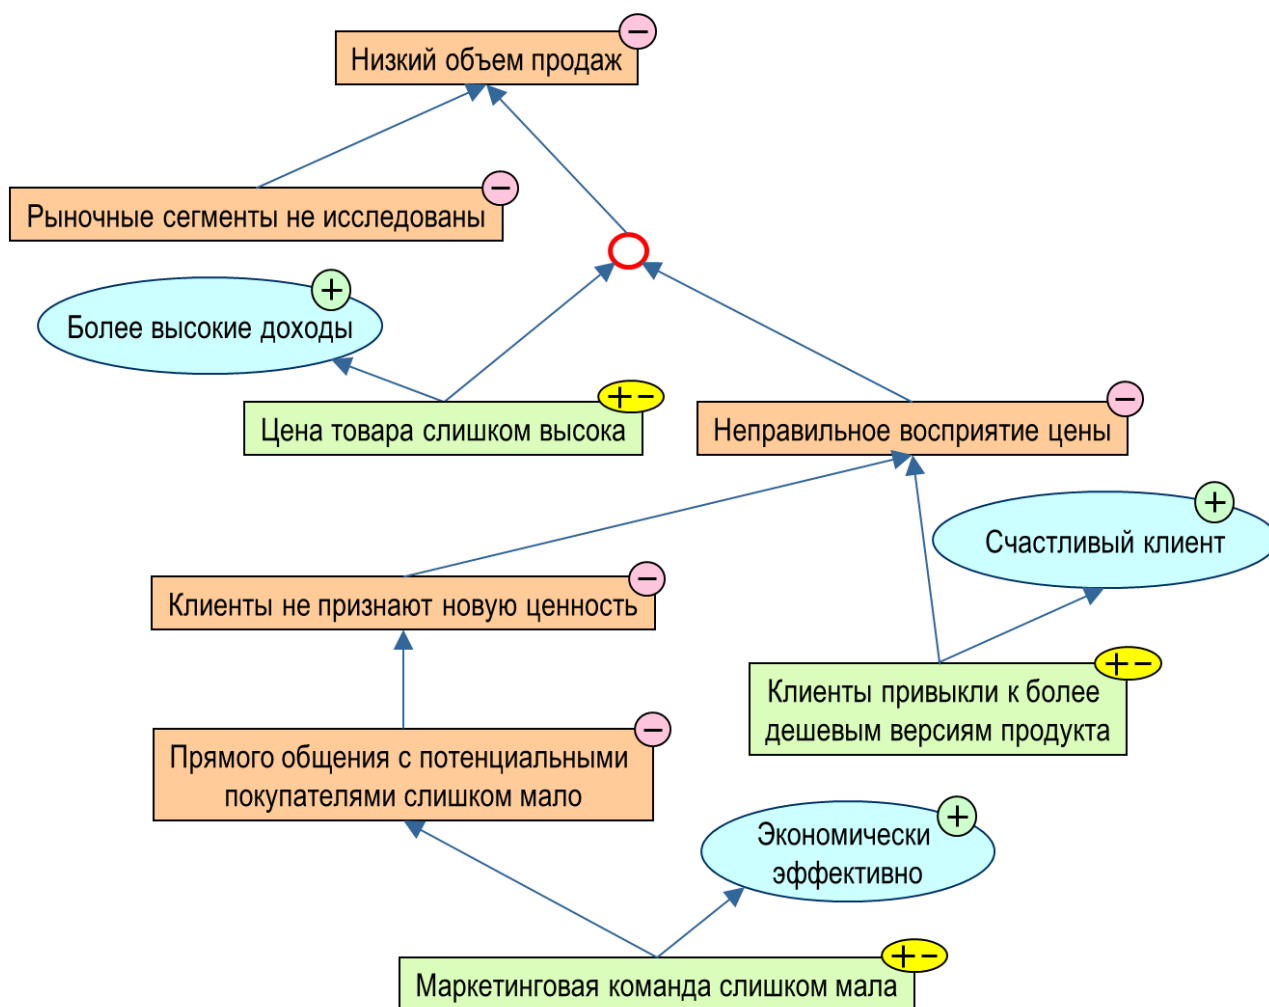 Низкий объем продаж
−
Рыночные сегменты не исследованы
−
Более высокие доходы
+
Цена товара слишком высока
+ −
Неправильное восприятие цены
−
Счастливый клиент
+
Клиенты не признают новую ценность
−
Клиенты привыкли к более
дешевым версиям продукта
+ −
Прямого общения с потенциальными
покупателями слишком мало
−
Экономически
эффективно
+
Маркетинговая команда слишком мала
+ −